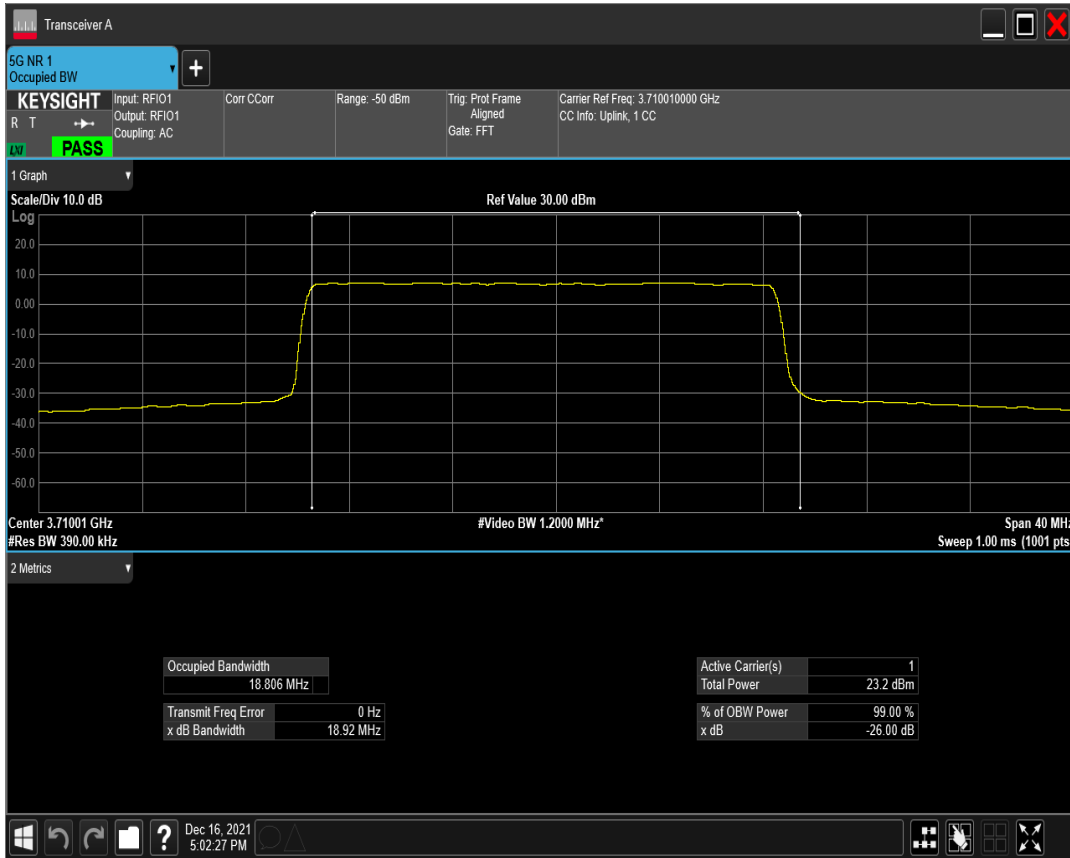 Transceiver A
5G NR 1
Occupied BW
KEYSIGHT
R T
LXI
PASS
Input: RFIO1
Output: RFIO1
Coupling: AC
Corr CCorr
Range: -50 dBm
Trig: Prot Frame
Aligned
Gate: FFT
Carrier Ref Freq: 3.710010000 GHz
CC Info: Uplink, 1 CC
1 Graph
Scale/Div 10.0 dB
Ref Value 30.00 dBm
Log
20.0
10.0
0.00
-10.0
-20.0
-30.0
-40.0
-50.0
-60.0
Center 3.71001 GHz
#Video BW 1.2000 MHz*
Span 40 MHz
#Res BW 390.00 kHz
Sweep 1.00 ms (1001 pts
2 Metrics
Occupied Bandwidth
18.806 MHz
Transmit Freq Error 0 Hz
x dB Bandwidth 18.92 MHz
Active Carrier(s) 1
Total Power 23.2 dBm
% of OBW Power 99.00 %
x dB -26.00 dB
Dec 16, 2021
5:02:27 PM